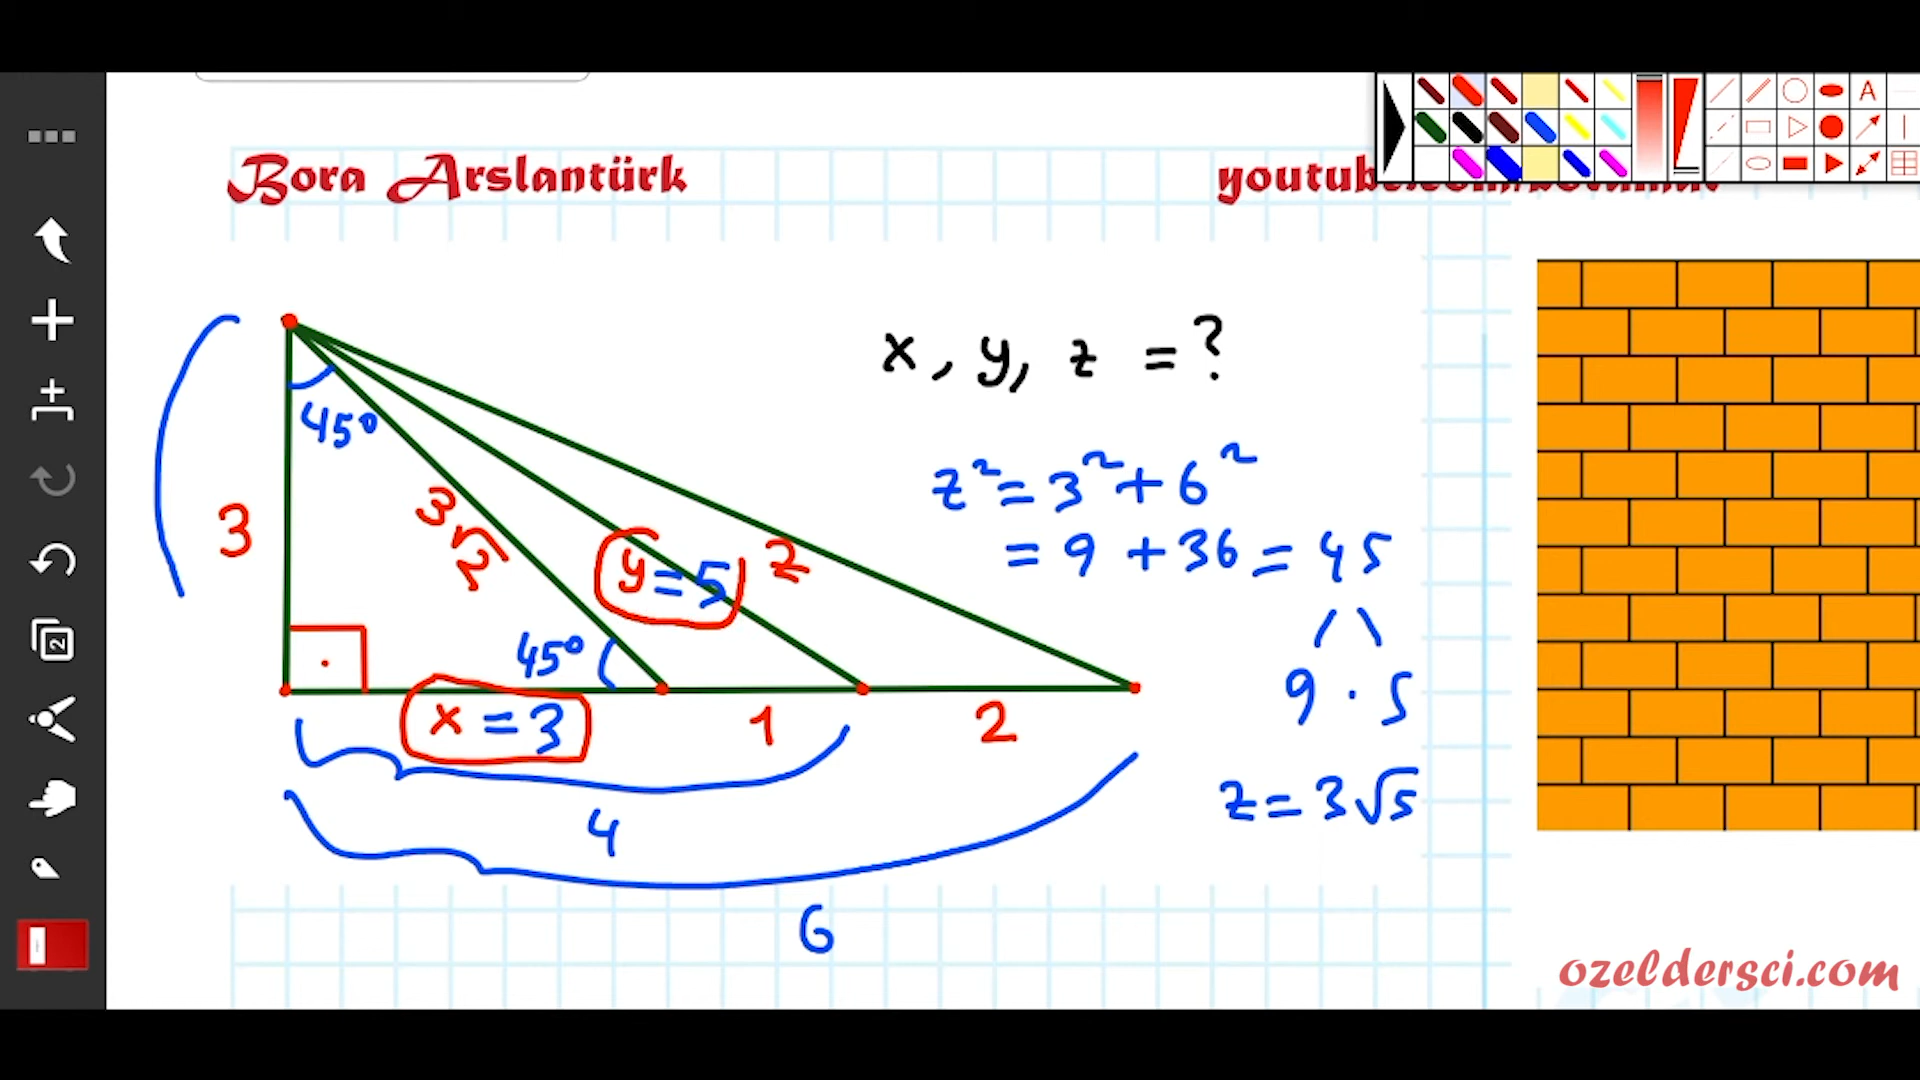 Bora Arslantürk
x, y, z = ?
45°
3
3√2
y = 5
z
45°
x = 3
1
2
4
6
z² = 3² + 6²
= 9 + 36 = 45
9 · 5
z = 3√5
A
2
ozeldersci.com